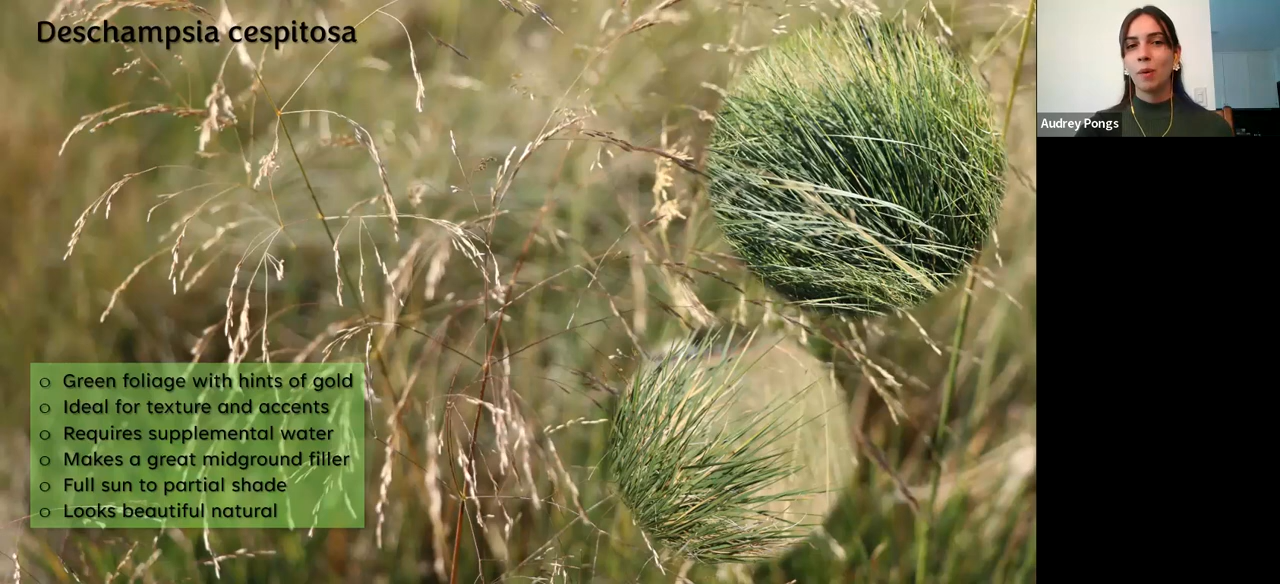 Deschampsia cespitosa
Audrey Pongs
o Green foliage with hints of gold
o Ideal for texture and accents
o Requires supplemental water
o Makes a great midground filler
o Full sun to partial shade
o Looks beautiful natural